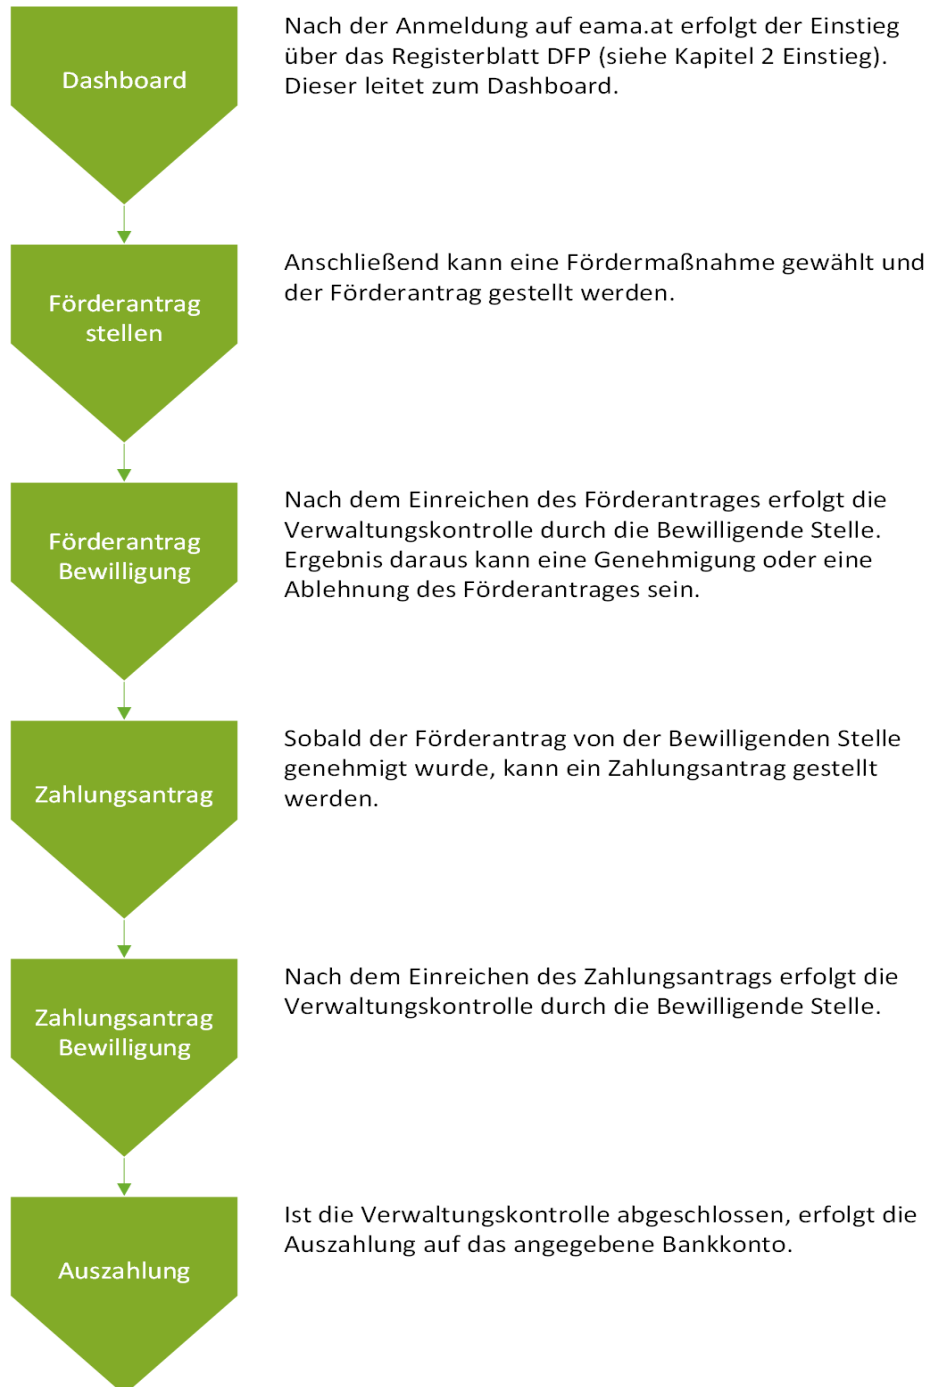 Dashboard
Nach der Anmeldung auf eama.at erfolgt der Einstieg
über das Registerblatt DFP (siehe Kapitel 2 Einstieg).
Dieser leitet zum Dashboard.
Förderantrag
stellen
Anschließend kann eine Fördermaßnahme gewählt und
der Förderantrag gestellt werden.
Förderantrag
Bewilligung
Nach dem Einreichen des Förderantrages erfolgt die
Verwaltungskontrolle durch die Bewilligende Stelle.
Ergebnis daraus kann eine Genehmigung oder eine
Ablehnung des Förderantrages sein.
Zahlungsantrag
Sobald der Förderantrag von der Bewilligenden Stelle
genehmigt wurde, kann ein Zahlungsantrag gestellt
werden.
Zahlungsantrag
Bewilligung
Nach dem Einreichen des Zahlungsantrags erfolgt die
Verwaltungskontrolle durch die Bewilligende Stelle.
Auszahlung
Ist die Verwaltungskontrolle abgeschlossen, erfolgt die
Auszahlung auf das angegebene Bankkonto.